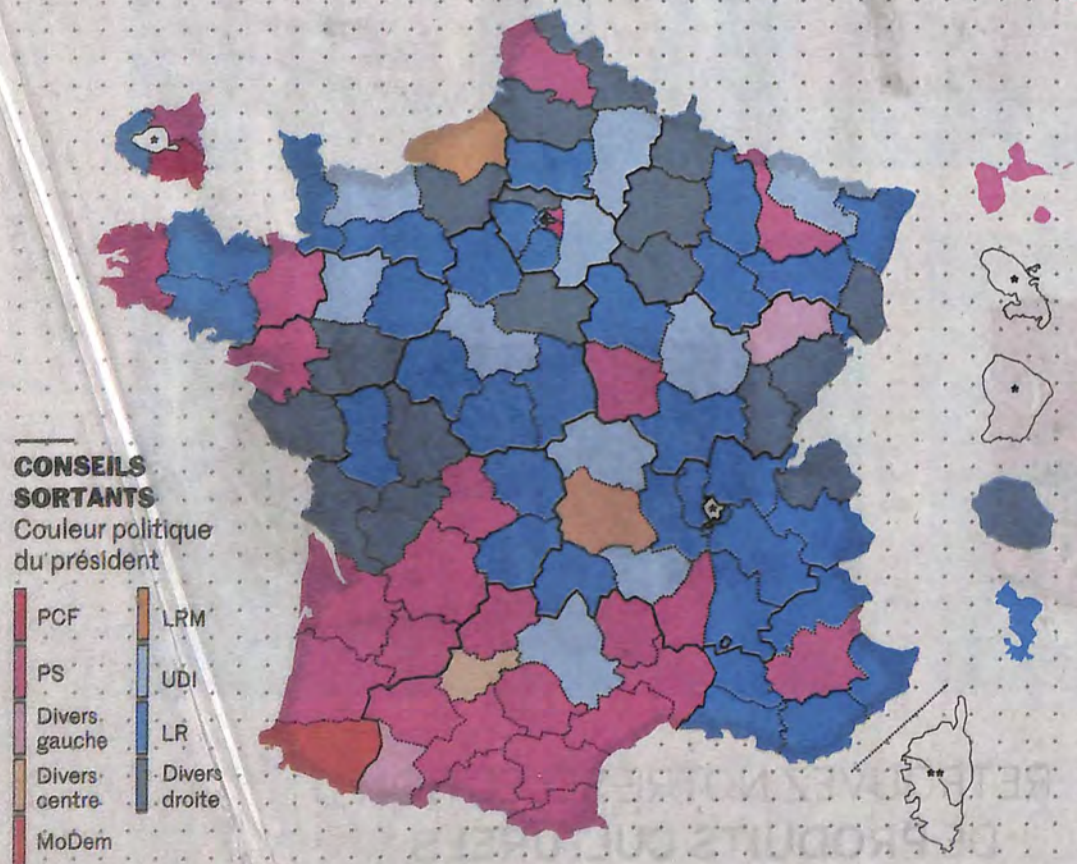 CONSEILS
SORTANTS
Couleur politique
du président
PCF
PS
Divers
gauche
Divers
centre
MoDem
LRM
UDI
LR
Divers
droite
*
*
*
*
**